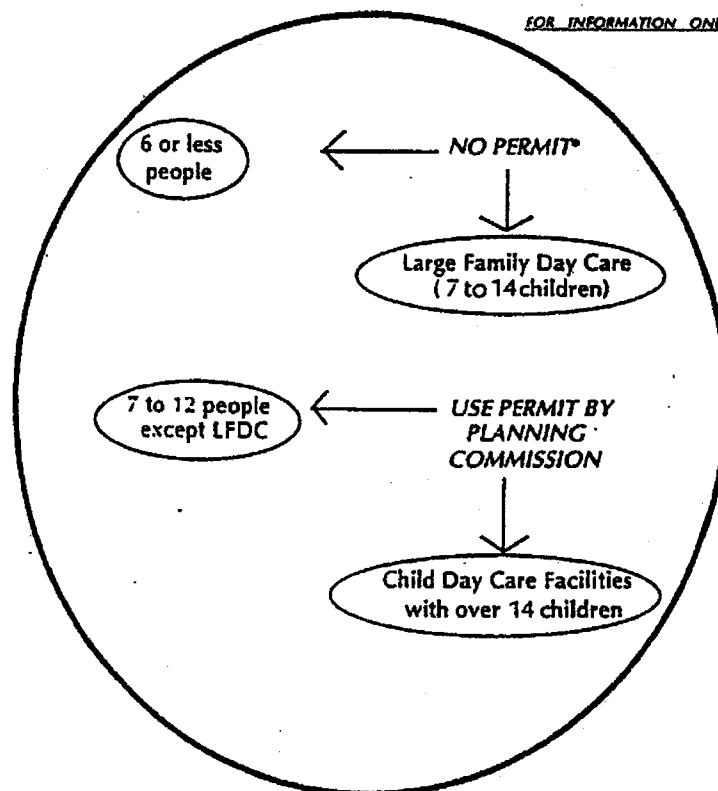 FOR INFORMATION
6 or less
people
NO PERMIT*
Large Family Day Care
( 7 to 14 children)
7 to 12 people
except LFDC
USE PERMIT BY
PLANNING
COMMISSION
Child Day Care Facilities
with over 14 children